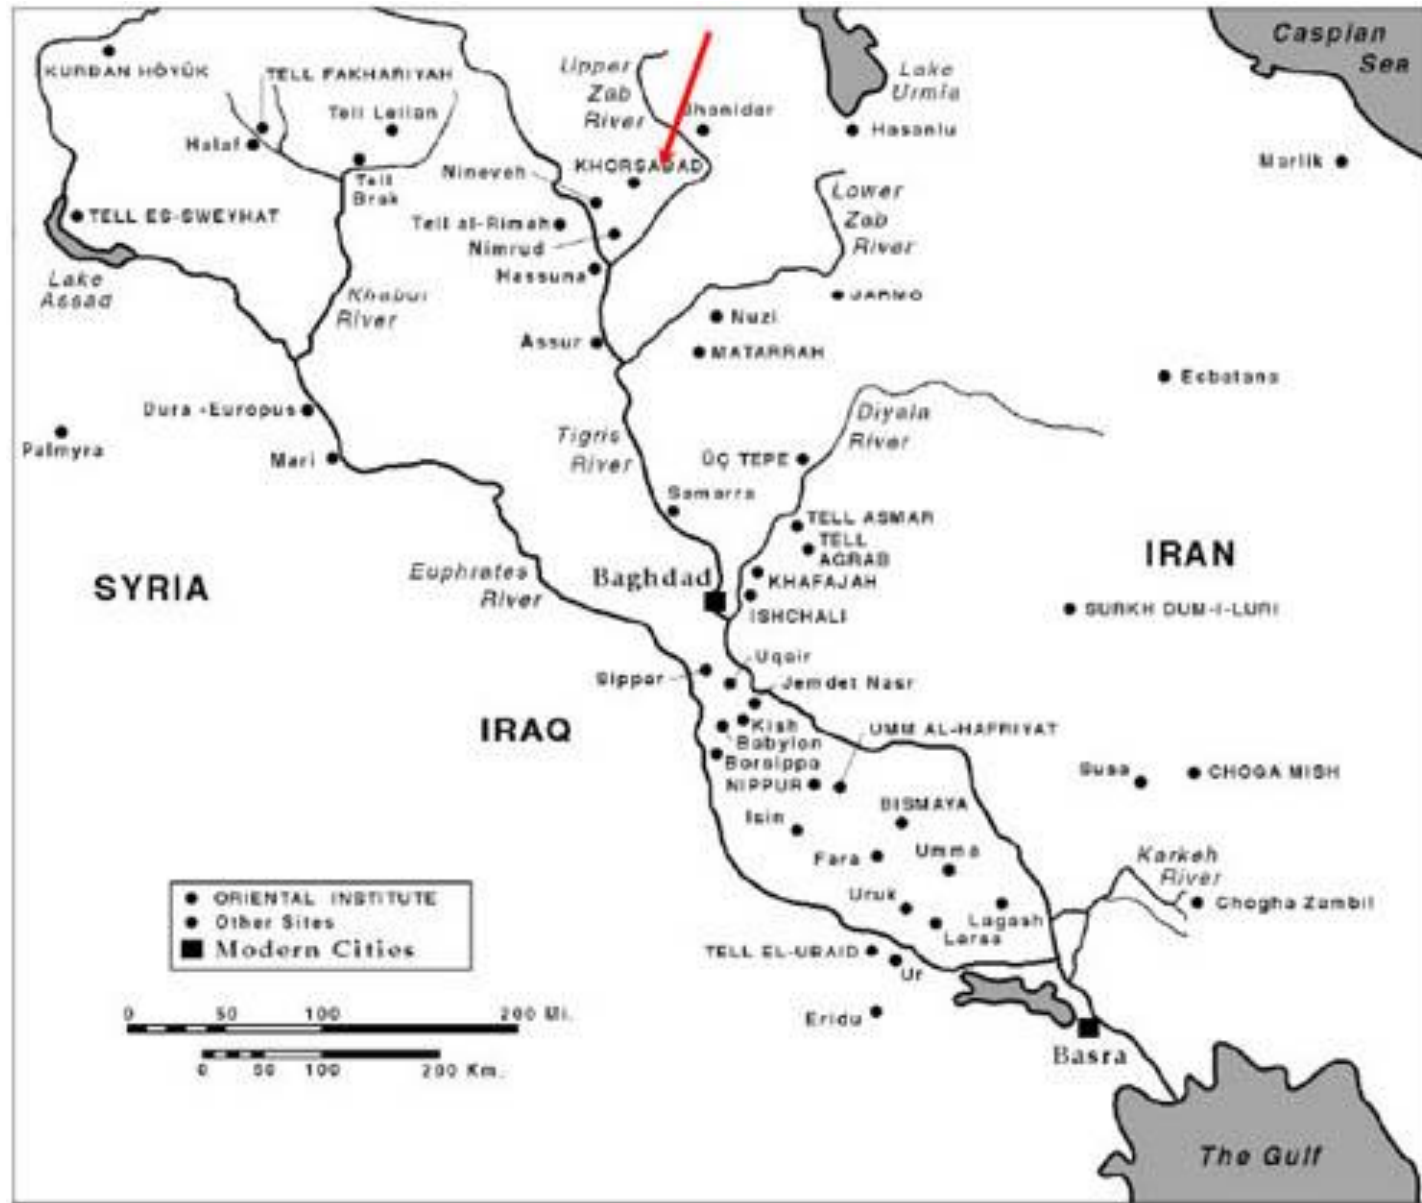 Caspian
Sea
KURBAN HÖYÜK
TELL FAKHARIYAH
Upper
Zab
River
Lake
Urmia
Tell Leilan
Shanidar
Hasanlu
Halaf
Marlik
Nineveh
KHORSABAD
Tell
Brak
Lower
Zab
River
TELL ES-SWEYHAT
Tell al-Rimah
Nimrud
Hassuna
Lake
Assad
Khabur
River
JARMO
Nuzi
Assur
MATARRAH
Ecbatana
Dura -Europus
Diyala
River
Palmyra
Mari
Tigris
River
ÜÇ TEPE
Samarra
TELL ASMAR
TELL
AGRAB
IRAN
Euphrates
River
Baghdad
KHAFAJAH
SYRIA
ISHCHALI
SURKH DUM-I-LURI
Uqair
Sippar
Jemdet Nasr
IRAQ
Kish
UMM AL-HAFRIYAT
Babylon
Borsippa
NIPPUR
Susa
CHOGA MISH
BISMAYA
Isin
Fara
Umma
Karkeh
River
ORIENTAL INSTITUTE
Other Sites
Modern Cities
Uruk
Lagash
Larsa
Chogha Zambil
TELL EL-UBAID
Ur
0 50 100 200 Mi.
Eridu
Basra
0 50 100 200 Km.
The Gulf